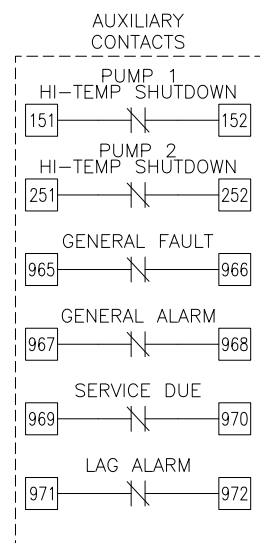 AUXILIARY
CONTACTS
PUMP 1
HI-TEMP SHUTDOWN
151 152
PUMP 2
HI-TEMP SHUTDOWN
251 252
GENERAL FAULT
965 966
GENERAL ALARM
967 968
SERVICE DUE
969 970
LAG ALARM
971 972